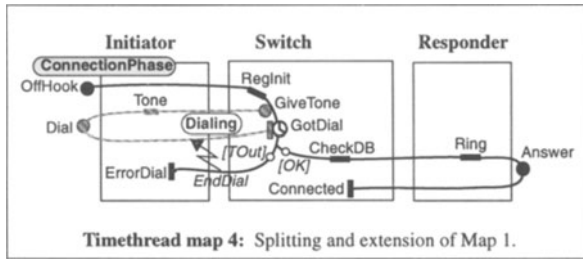 Initiator Switch Responder
ConnectionPhase
OffHook
RegInit
Tone
GiveTone
Dial
Dialing
GotDial
[TOut]
[OK]
CheckDB
Ring
Answer
ErrorDial
EndDial
Connected
Timethread map 4: Splitting and extension of Map 1.